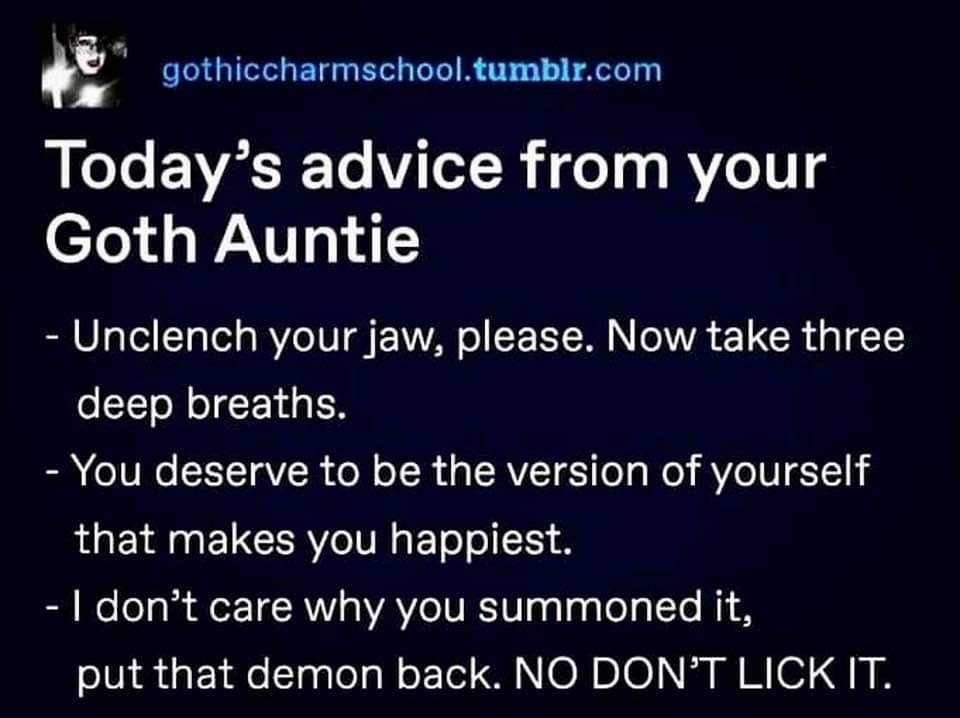 gothiccharmschool.tumblr.com
Today’s advice from your
Goth Auntie
- Unclench your jaw, please. Now take three
deep breaths.
- You deserve to be the version of yourself
that makes you happiest.
- I don’t care why you summoned it,
put that demon back. NO DON’T LICK IT.